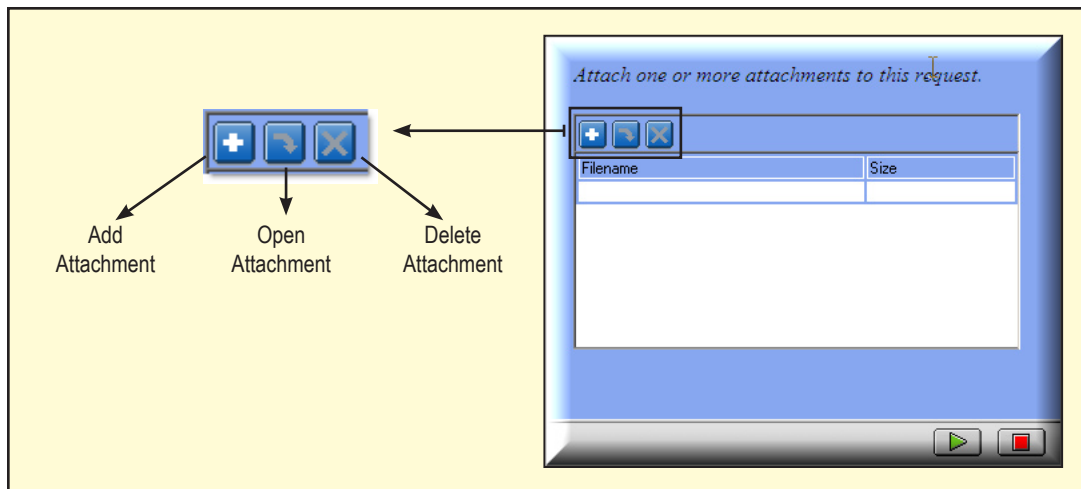 Attach one or more attachments to this request.
Filename Size
Add
Attachment
Open
Attachment
Delete
Attachment